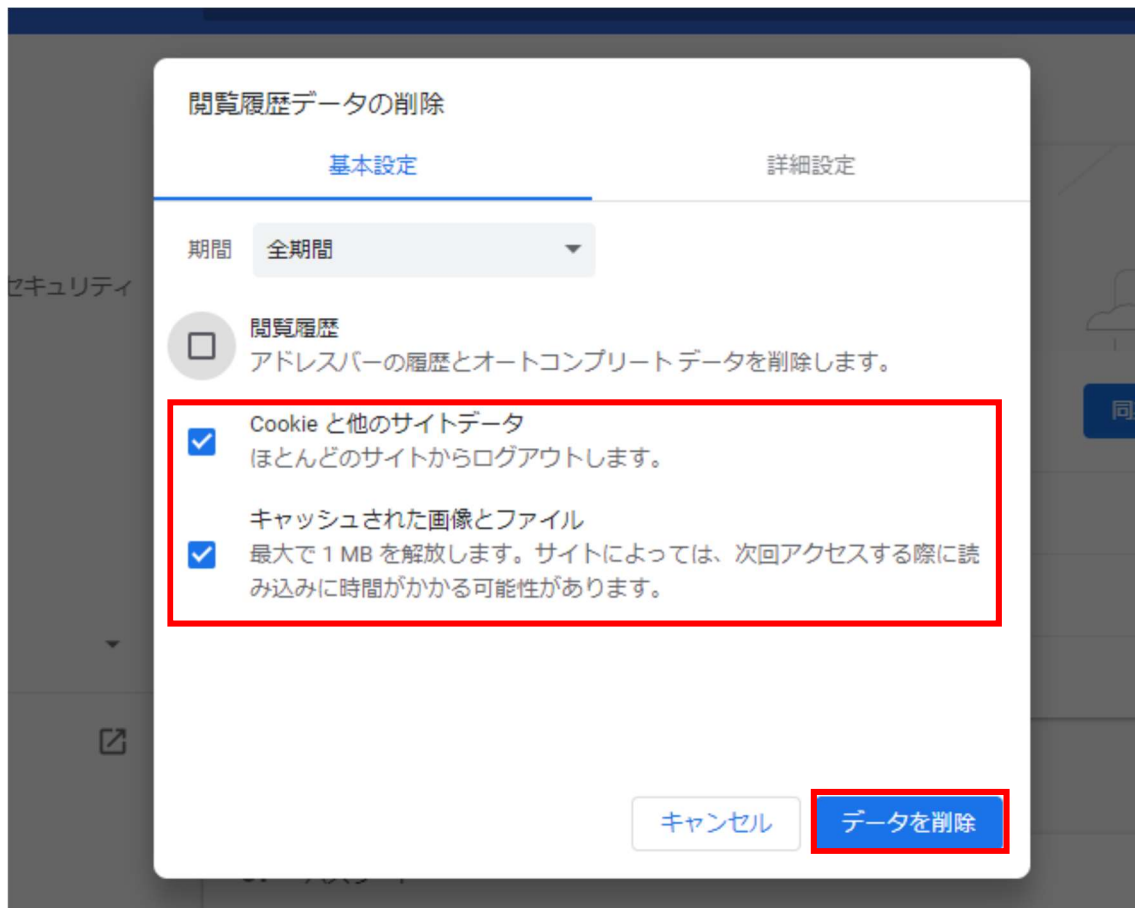 閲覧履歴データの削除
基本設定
詳細設定
期間
全期間
セキュリティ
閲覧履歴
アドレスバーの履歴とオートコンプリート データを削除します。
同
Cookie と他のサイトデータ
ほとんどのサイトからログアウトします。
キャッシュされた画像とファイル
最大で 1 MB を解放します。サイトによっては、次回アクセスする際に読
み込みに時間がかかる可能性があります。
キャンセル
データを削除